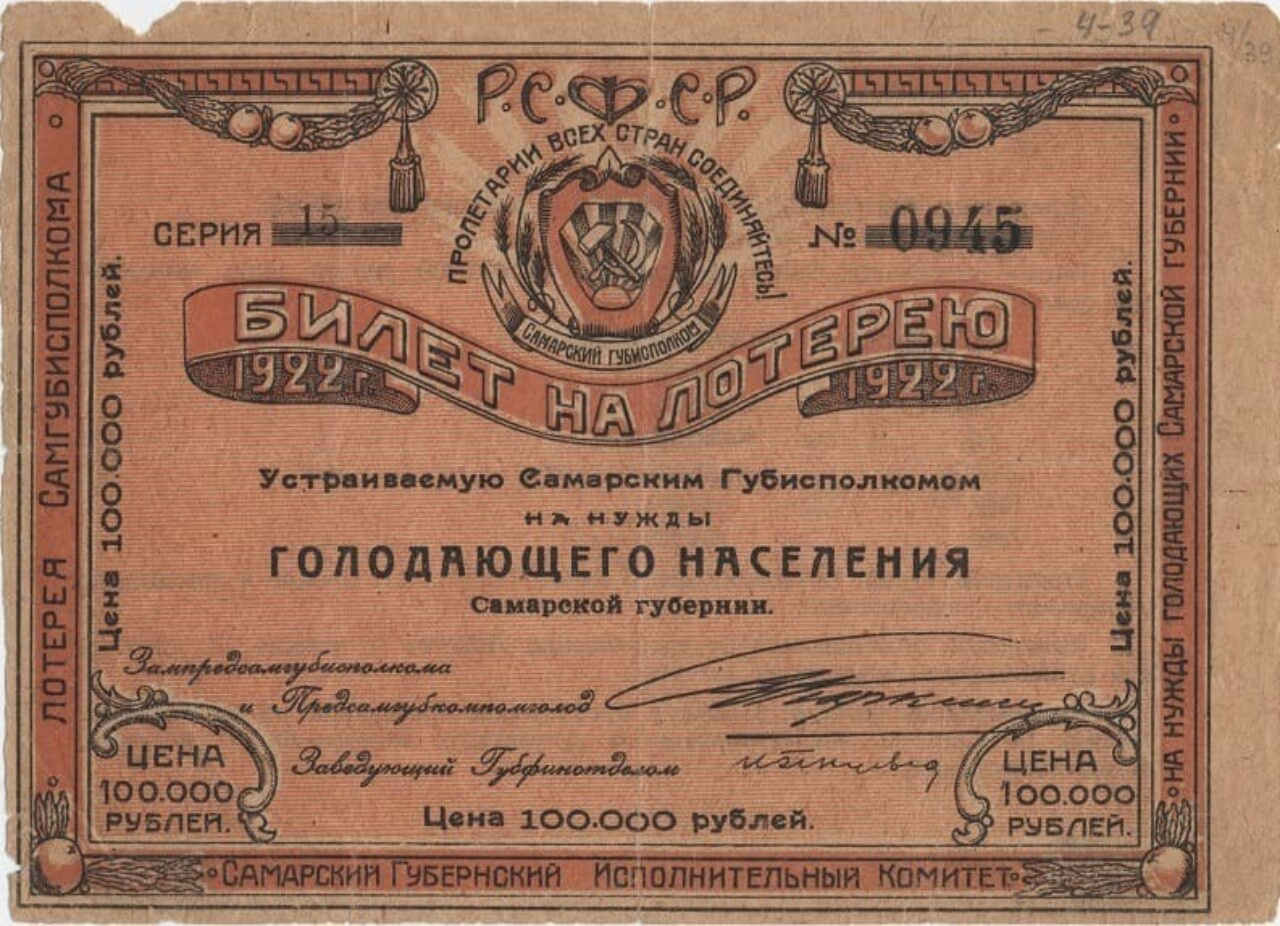 4-39
4/39
Р.С.Ф.С.Р.
ПРОЛЕТАРИИ ВСЕХ СТРАН СОЕДИНЯЙТЕСЬ!
СЕРИЯ 15
№ 0945
САМАРСКИЙ ГУБИСПОЛКОМ
БИЛЕТ НА ЛОТЕРЕЮ
1922 г.
1922 г.
Устраиваемую Самарским Губисполкомом
НА НУЖДЫ
ГОЛОДАЮЩЕГО НАСЕЛЕНИЯ
Самарской губернии.
Зампредсамгубисполкома
и Предсамгубкомпомголод
Заведующий Губфинотделом
Цена 100.000 рублей.
ЦЕНА
100.000
РУБЛЕЙ.
ЦЕНА
100.000
РУБЛЕЙ.
Цена 100.000 рублей.
Цена 100.000 рублей.
ЛОТЕРЕЯ САМГУБИСПОЛКОМА
НА НУЖДЫ ГОЛОДАЮЩИХ САМАРСКОЙ ГУБЕРНИИ
САМАРСКИЙ ГУБЕРНСКИЙ ИСПОЛНИТЕЛЬНЫЙ КОМИТЕТ